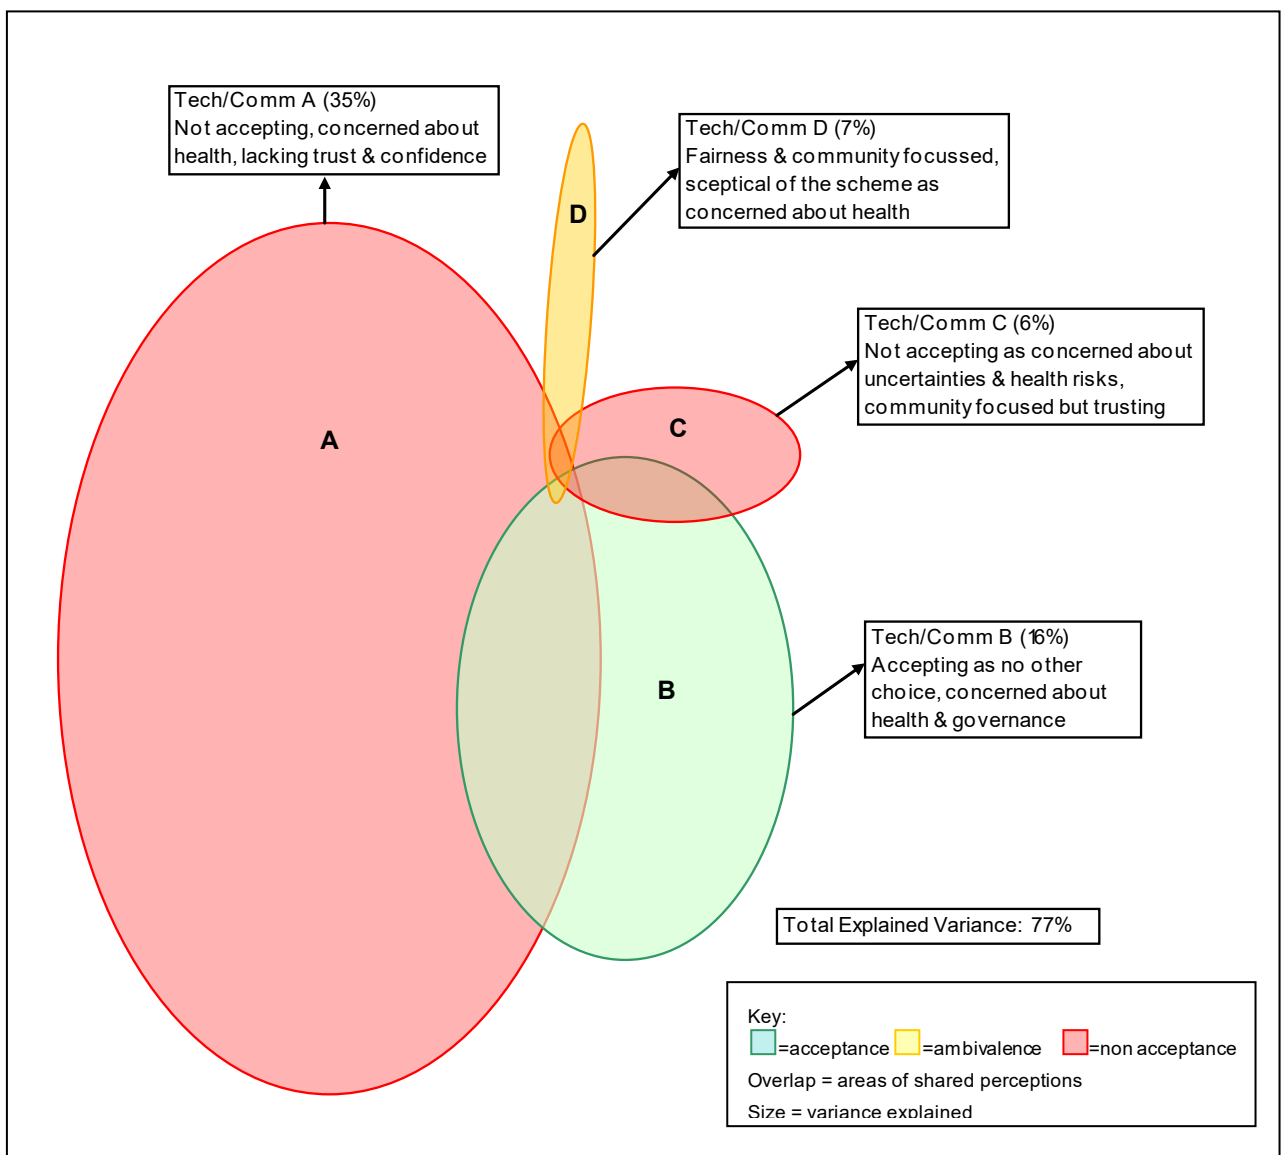 Tech/Comm A (35%)
Not accepting, concerned about
health, lacking trust & confidence
Tech/Comm D (7%)
Fairness & community focussed,
sceptical of the scheme as
concerned about health
D
Tech/Comm C (6%)
Not accepting as concerned about
uncertainties & health risks,
community focused but trusting
A
C
Tech/Comm B (16%)
Accepting as no other
choice, concerned about
health & governance
B
Total Explained Variance: 77%
Key:
=acceptance =ambivalence =non acceptance
Overlap = areas of shared perceptions
Size = variance explained